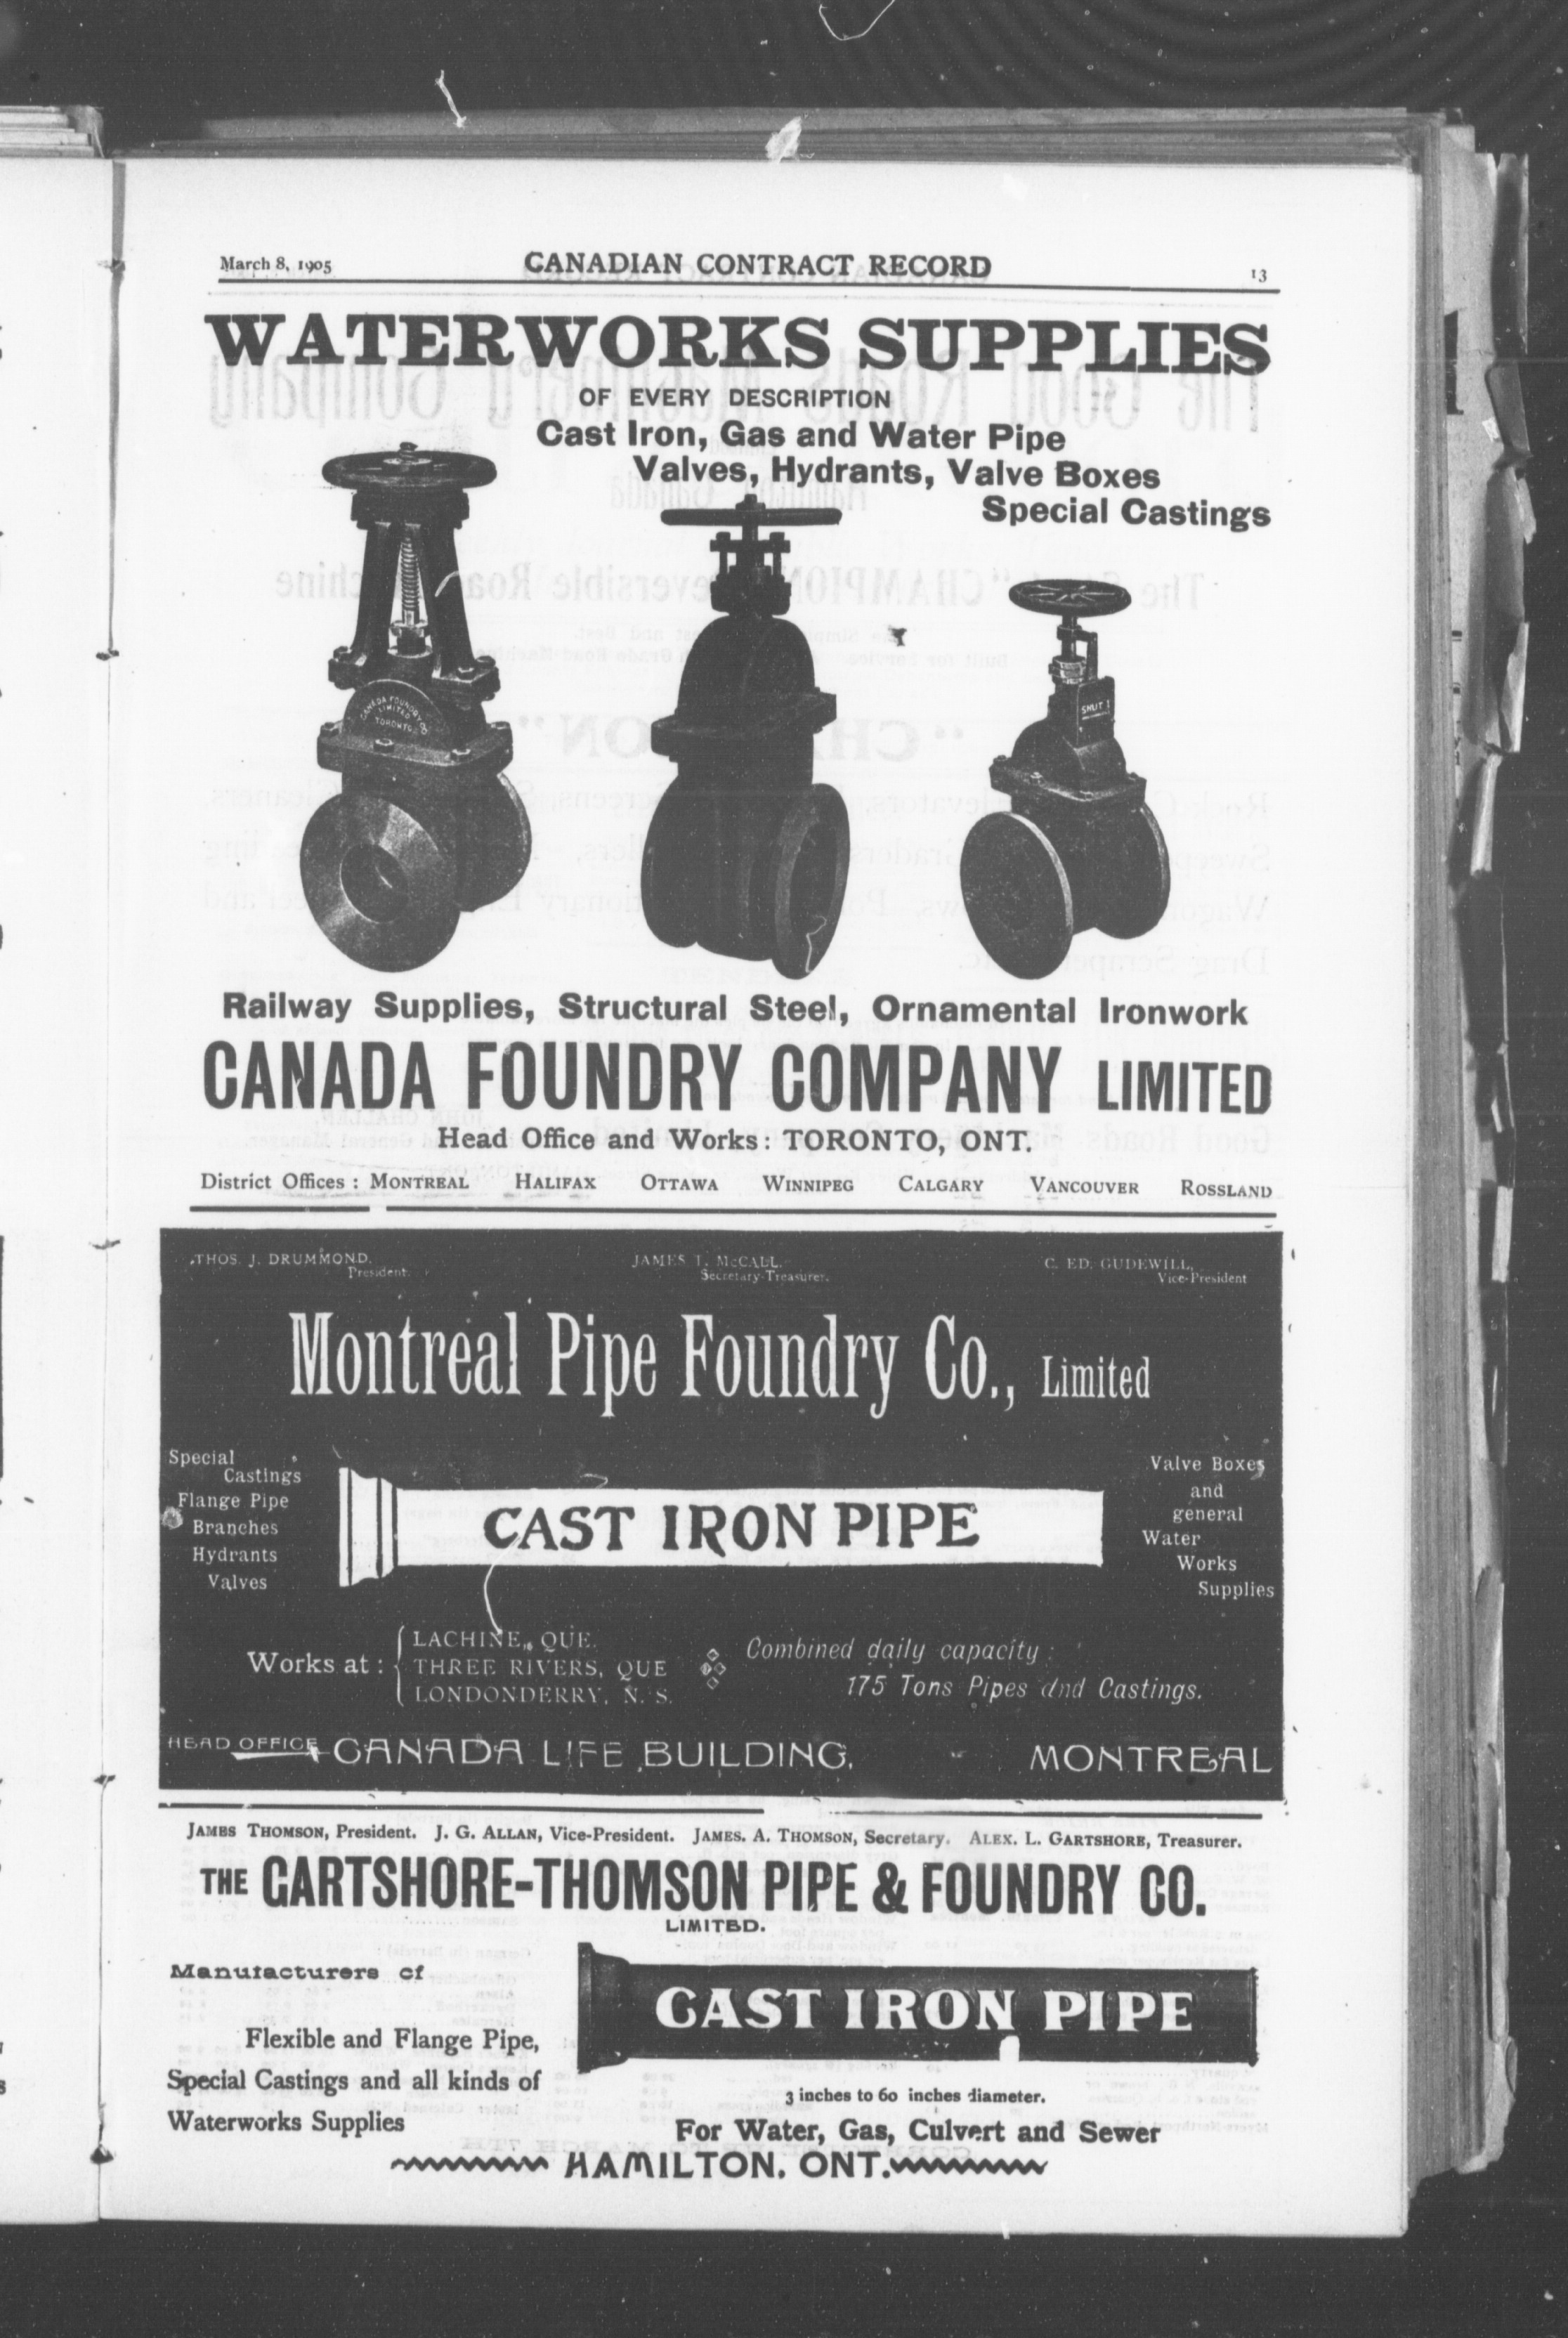 March 8, 1905 CANADIAN CONTRACT RECORD 13
WATERWORKS SUPPLIES
OF EVERY DESCRIPTION
Cast Iron, Gas and Water Pipe
Valves, Hydrants, Valve Boxes
Special Castings
CANADA FOUNDRY CO
LIMITED
TORONTO
SHUT
Railway Supplies, Structural Steel, Ornamental Ironwork
CANADA FOUNDRY COMPANY LIMITED
Head Office and Works: TORONTO, ONT.
District Offices: MONTREAL HALIFAX OTTAWA WINNIPEG CALGARY VANCOUVER ROSSLAND
THOS. J. DRUMMOND, JAMES T. McCALL, C. ED. GUDEWILL,
President. Secretary-Treasurer. Vice-President
Montreal Pipe Foundry Co., Limited
Special
Castings
Flange Pipe
Branches
Hydrants
Valves
CAST IRON PIPE
Valve Boxes
and
general
Water
Works
Supplies
Works at:
LACHINE, QUE.
THREE RIVERS, QUE
LONDONDERRY, N. S.
Combined daily capacity:
175 Tons Pipes and Castings.
HEAD OFFICE CANADA LIFE BUILDING, MONTREAL
JAMES THOMSON, President. J. G. ALLAN, Vice-President. JAMES. A. THOMSON, Secretary. ALEX. L. GARTSHORE, Treasurer.
THE GARTSHORE-THOMSON PIPE & FOUNDRY CO.
LIMITED.
Manufacturers of
Flexible and Flange Pipe,
Special Castings and all kinds of
Waterworks Supplies
CAST IRON PIPE
3 inches to 60 inches diameter.
For Water, Gas, Culvert and Sewer
HAMILTON, ONT.